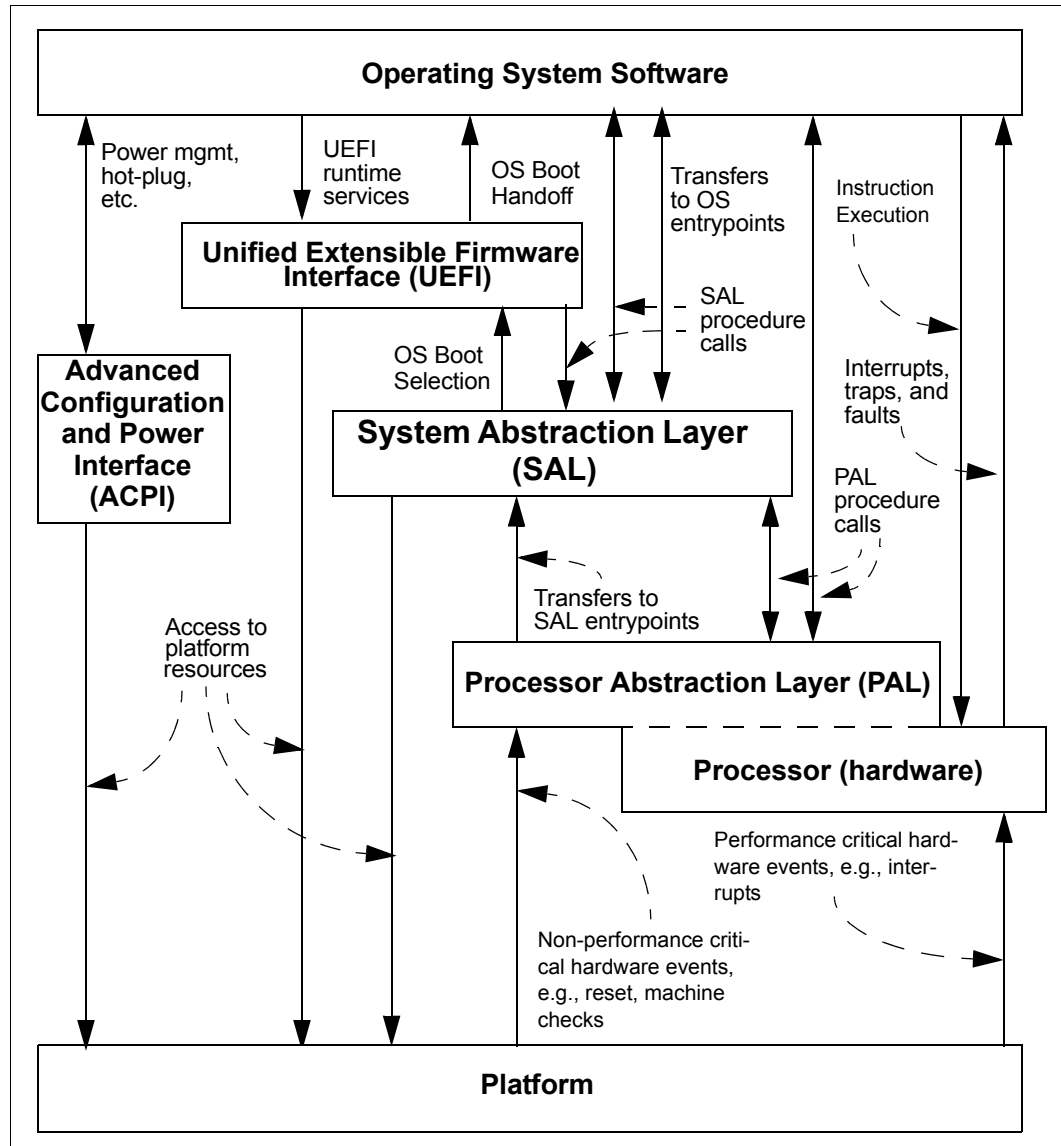 Operating System Software
Power mgmt,
hot-plug,
etc.
UEFI
runtime
services
OS Boot
Handoff
Transfers
to OS
entrypoints
Instruction
Execution
Unified Extensible Firmware
Interface (UEFI)
SAL
procedure
calls
OS Boot
Selection
Advanced
Configuration
and Power
Interface
(ACPI)
Interrupts,
traps, and
faults
System Abstraction Layer
(SAL)
PAL
procedure
calls
Transfers to
SAL entrypoints
Access to
platform
resources
Processor Abstraction Layer (PAL)
Processor (hardware)
Performance critical hard-
ware events, e.g., inter-
rupts
Non-performance criti-
cal hardware events,
e.g., reset, machine
checks
Platform